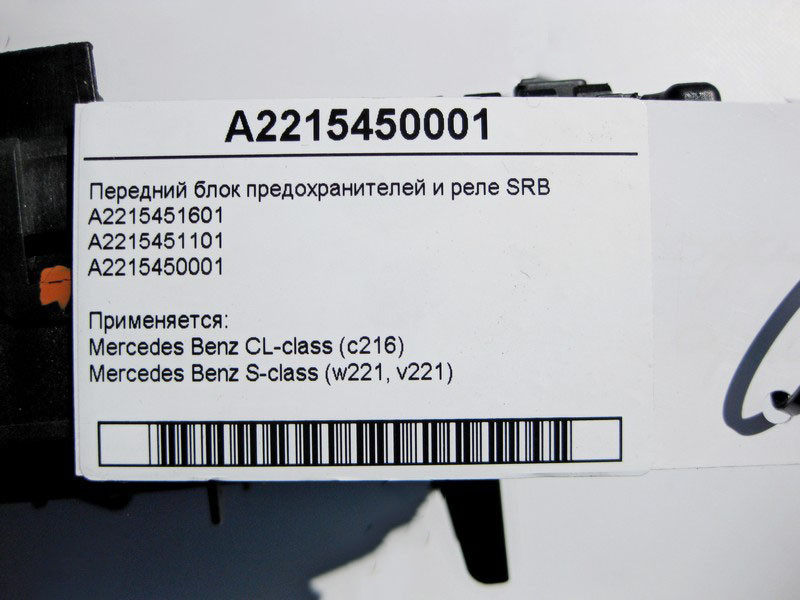 A2215450001
Передний блок предохранителей и реле SRB
A2215451601
A2215451101
A2215450001
Применяется:
Mercedes Benz CL-class (c216)
Mercedes Benz S-class (w221, v221)